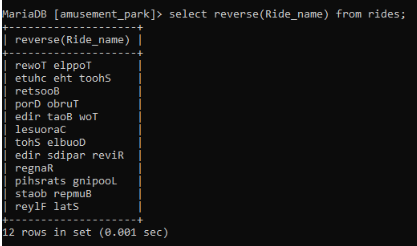 MariaDB [amusement_park]> select reverse(Ride_name) from rides;
+--------------------+
| reverse(Ride_name) |
+--------------------+
| rewoT elppoT |
| etuhc eht toohS |
| retsooB |
| porD obruT |
| edir taoB woT |
| lesuoraC |
| tohS elbuoD |
| edir sdipar reviR |
| regnaR |
| pihsrats gnipooL |
| staob repmuB |
| reylF latS |
+--------------------+
12 rows in set (0.001 sec)